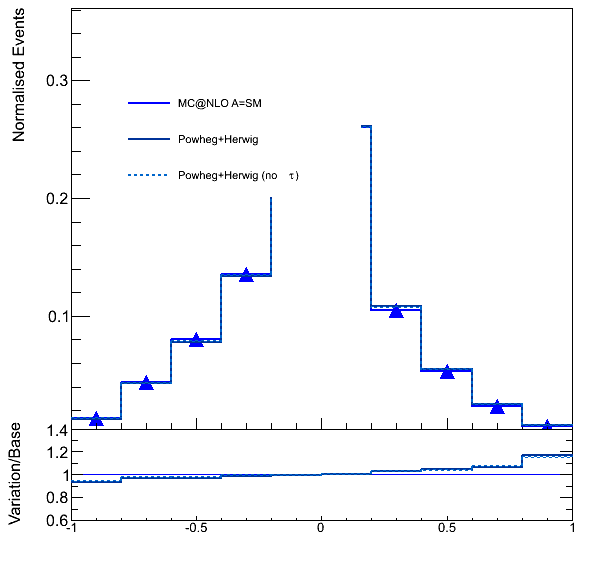 Normalised Events
0.3
0.2
0.1
MC@NLO A=SM
Powheg+Herwig
Powheg+Herwig (no τ)
Variation/Base
1.4
1.2
1
0.8
0.6
-1 -0.5 0 0.5 1